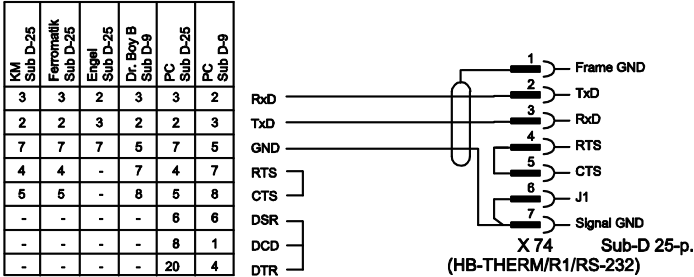 KM Sub D-25
Ferromatik Sub D-25
Engel Sub D-25
Dr. Boy B Sub D-9
PC Sub D-25
PC Sub D-9
3 3 2 3 3 2 RxD
2 2 3 2 2 3 TxD
7 7 7 5 7 5 GND
4 4 - 7 4 7 RTS
5 5 - 8 5 8 CTS
- - - - 6 6 DSR
- - - - 8 1 DCD
- - - - 20 4 DTR
1 Frame GND
2 TxD
3 RxD
4 RTS
5 CTS
6 J1
7 Signal GND
X 74 Sub-D 25-p.
(HB-THERM/R1/RS-232)